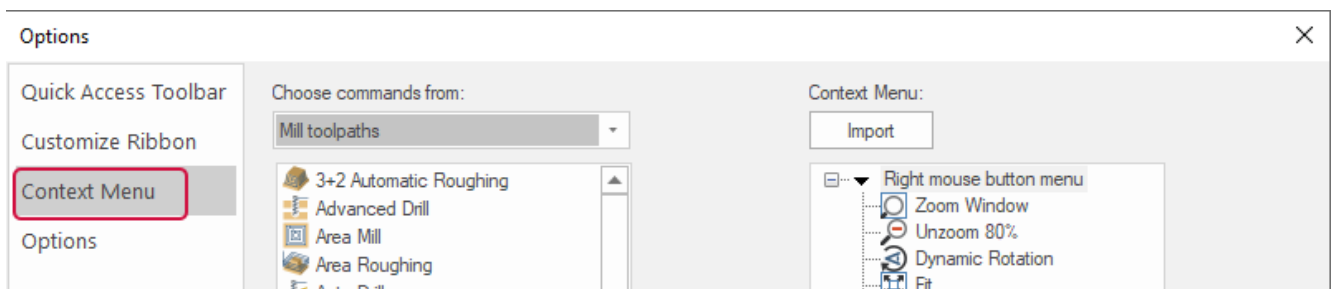 Options
Quick Access Toolbar
Customize Ribbon
Context Menu
Options
Choose commands from:
Mill toolpaths
3+2 Automatic Roughing
Advanced Drill
Area Mill
Area Roughing
Context Menu:
Import
Right mouse button menu
Zoom Window
Unzoom 80%
Dynamic Rotation
Fit